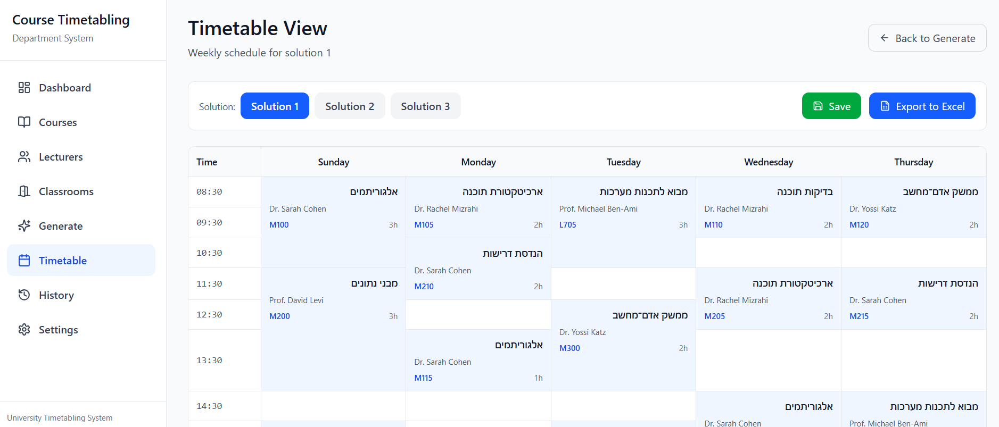 Course Timetabling
Department System
Dashboard
Courses
Lecturers
Classrooms
Generate
Timetable
History
Settings
University Timetabling System
Timetable View
Weekly schedule for solution 1
Back to Generate
Solution: Solution 1 Solution 2 Solution 3 Save Export to Excel
Time Sunday Monday Tuesday Wednesday Thursday
08:30
09:30
10:30
11:30
12:30
13:30
14:30
אלגוריתמים
Dr. Sarah Cohen
M100 3h
מבני נתונים
Prof. David Levi
M200 3h
ארכיטקטורת תוכנה
Dr. Rachel Mizrahi
M105 2h
הנדסת דרישות
Dr. Sarah Cohen
M210 2h
אלגוריתמים
Dr. Sarah Cohen
M115 1h
מבוא לתכנות מערכות
Prof. Michael Ben-Ami
L705 3h
ממשק אדם־מחשב
Dr. Yossi Katz
M300 2h
בדיקות תוכנה
Dr. Rachel Mizrahi
M110 2h
ארכיטקטורת תוכנה
Dr. Rachel Mizrahi
M205 2h
אלגוריתמים
Dr. Sarah Cohen
ממשק אדם־מחשב
Dr. Yossi Katz
M120 2h
הנדסת דרישות
Dr. Sarah Cohen
M215 2h
מבוא לתכנות מערכות
Prof. Michael Ben-Ami